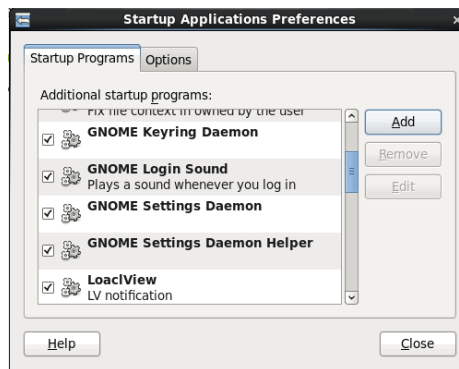 Startup Applications Preferences
Startup Programs
Options
Additional startup programs:
Fix file context in owned by the user
GNOME Keyring Daemon
GNOME Login Sound
Plays a sound whenever you log in
GNOME Settings Daemon
GNOME Settings Daemon Helper
LoaclView
LV notification
Add
Remove
Edit
Help
Close